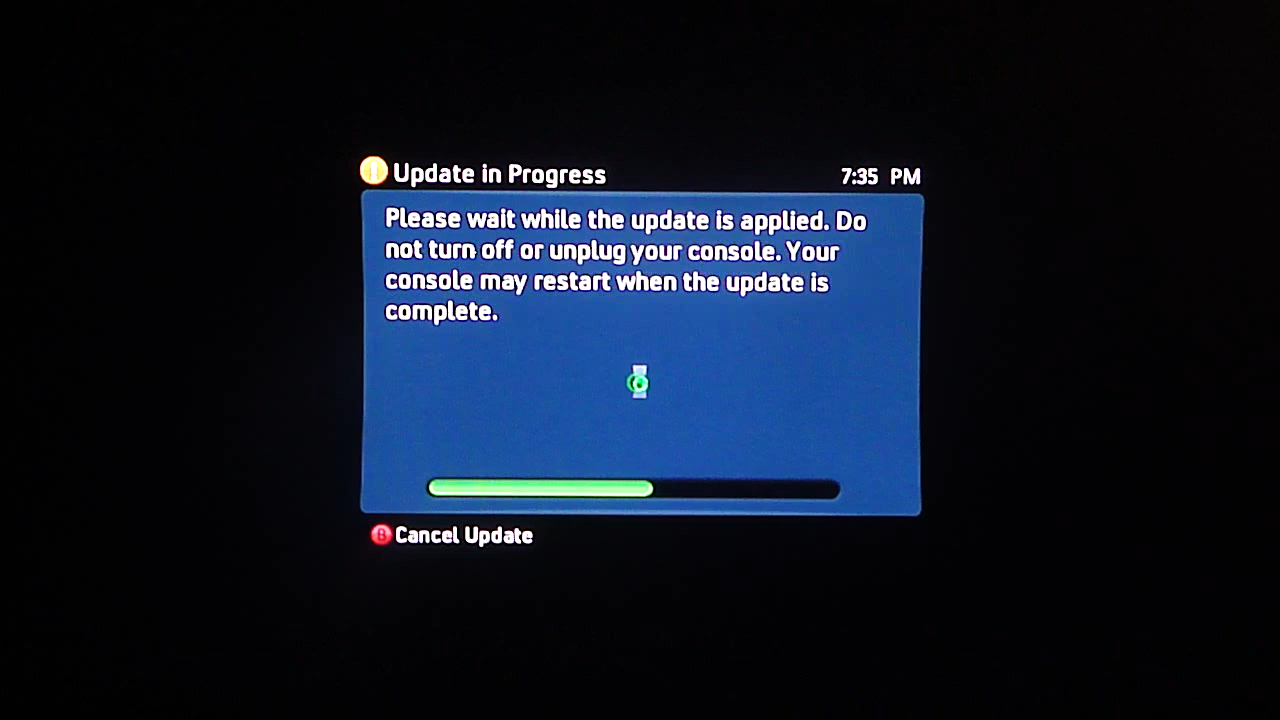 Update in Progress 7:35 PM
Please wait while the update is applied. Do
not turn off or unplug your console. Your
console may restart when the update is
complete.
B Cancel Update